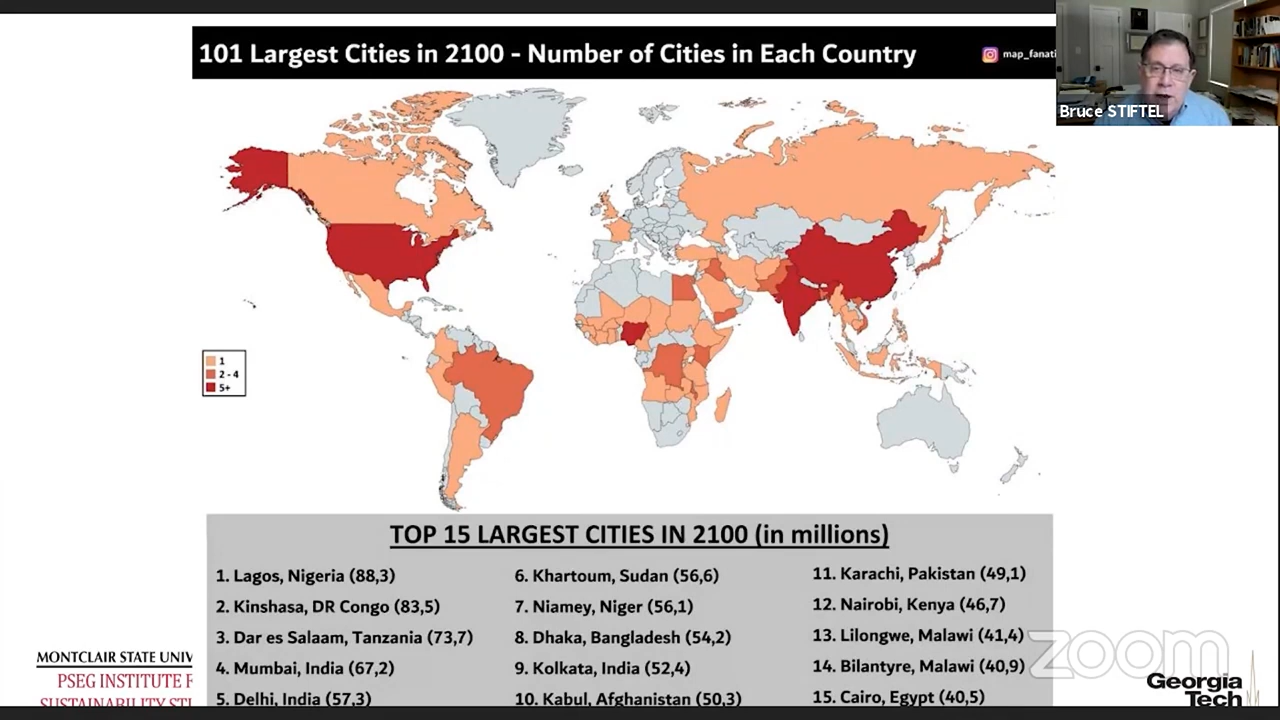 101 Largest Cities in 2100 - Number of Cities in Each Country
map_fanati
Bruce STIFTEL
1
2 - 4
5+
TOP 15 LARGEST CITIES IN 2100 (in millions)
1. Lagos, Nigeria (88,3)
2. Kinshasa, DR Congo (83,5)
3. Dar es Salaam, Tanzania (73,7)
4. Mumbai, India (67,2)
5. Delhi, India (57,3)
6. Khartoum, Sudan (56,6)
7. Niamey, Niger (56,1)
8. Dhaka, Bangladesh (54,2)
9. Kolkata, India (52,4)
10. Kabul, Afghanistan (50,3)
11. Karachi, Pakistan (49,1)
12. Nairobi, Kenya (46,7)
13. Lilongwe, Malawi (41,4)
14. Bilantyre, Malawi (40,9)
15. Cairo, Egypt (40,5)
MONTCLAIR STATE UNIV
PSEG INSTITUTE F
SUSTAINABILITY STU
zoom
Georgia
Tech